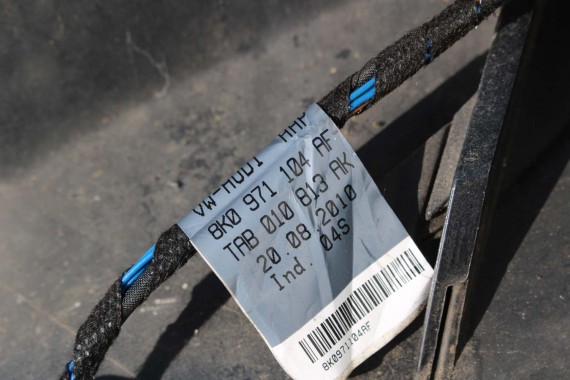 VW-AUDI
8K0 971 104 AF
TAB 010 813 AK
20.08.2010
Ind. 04S
8K0971104AF